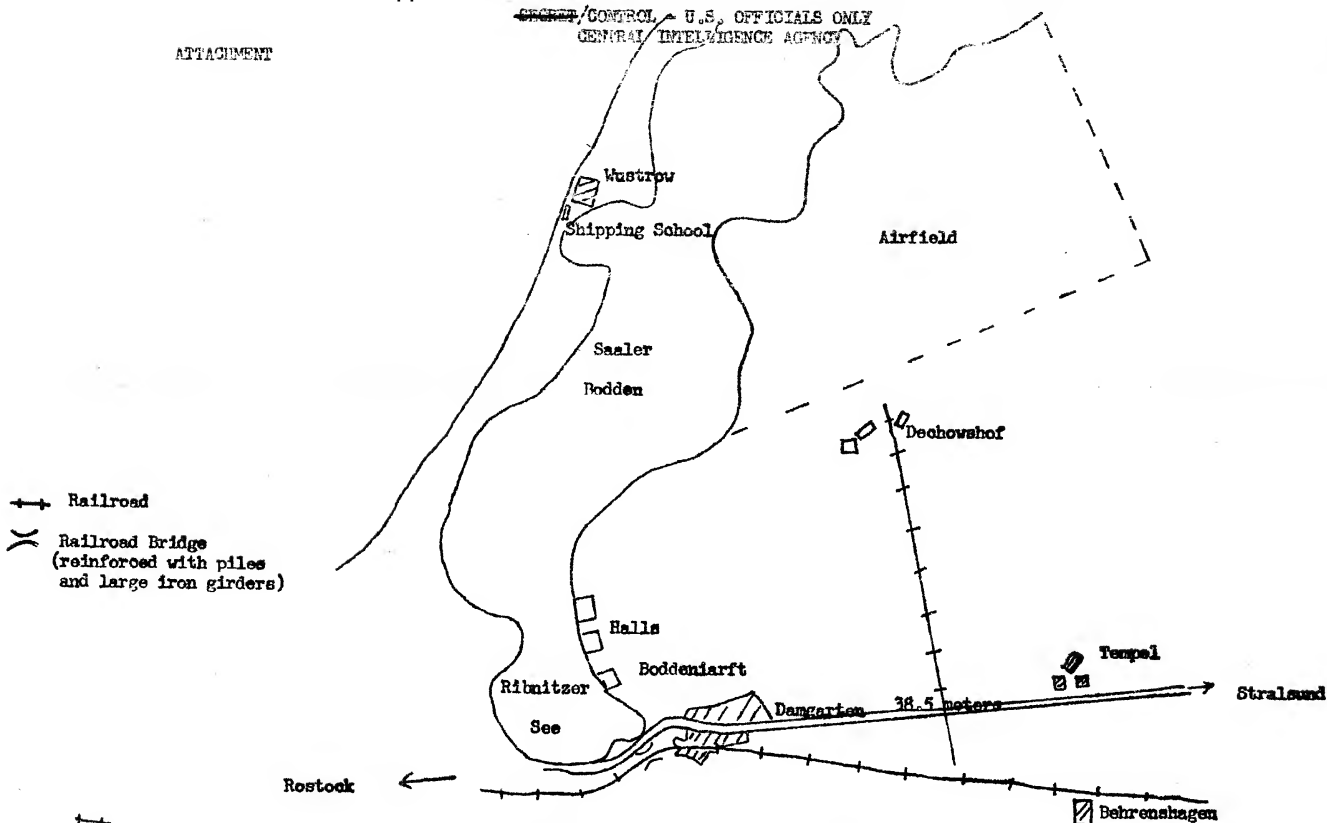 SECRET/CONTROL - U.S. OFFICIALS ONLY
CENTRAL INTELLIGENCE AGENCY
ATTACHMENT
Wustrow
Shipping School
Airfield
Saaler
Bodden
Dechowshof
Railroad
Railroad Bridge
(reinforced with piles
and large iron girders)
Halls
Boddeniarft
Tempel
Ribnitzer
See
Damgarten
38.5 meters
Stralsund
Rostock
Behrenshagen